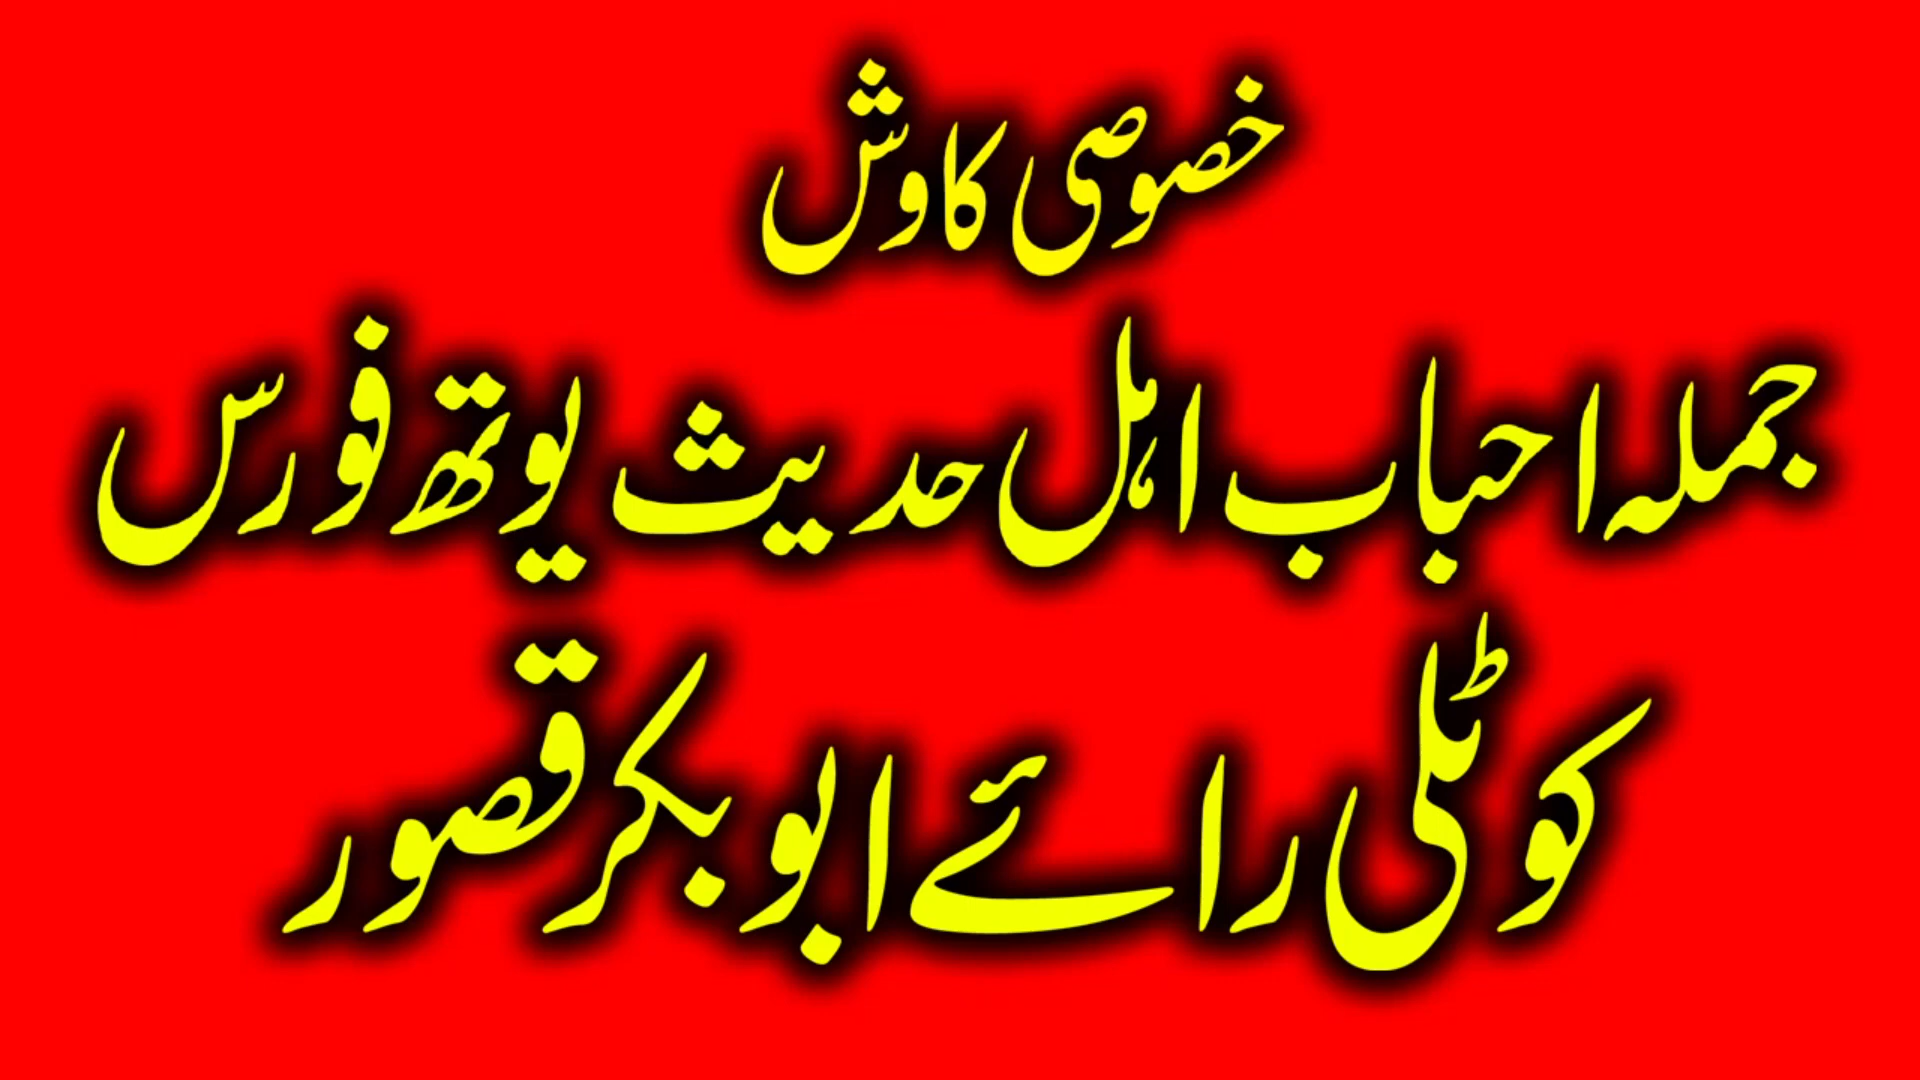 خصوصی کاوش
جملہ احباب اہل حدیث یوتھ فورس
کوٹلی رائے ابوبکر قصور